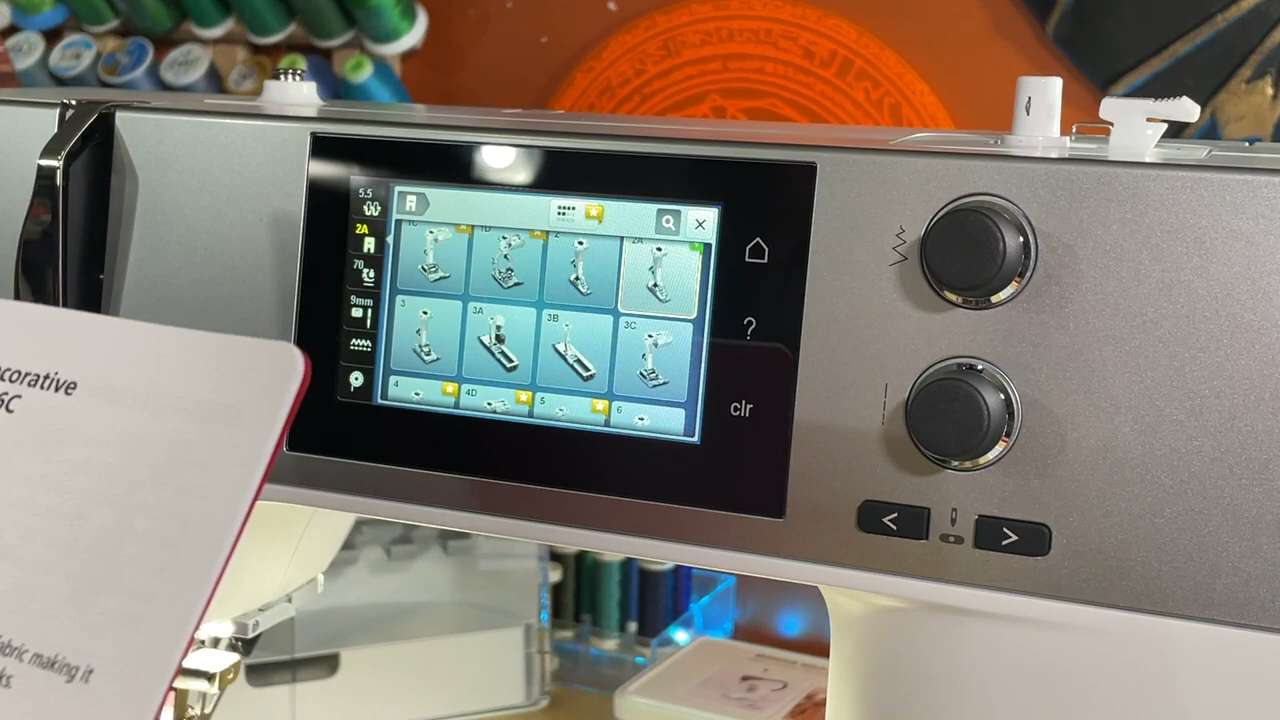 5.5
2A
70
9mm
1C
1D
2
2A
3
3A
3B
3C
4
4D
5
6
?
clr
<
>
corative
6C
fabric making it
ks.